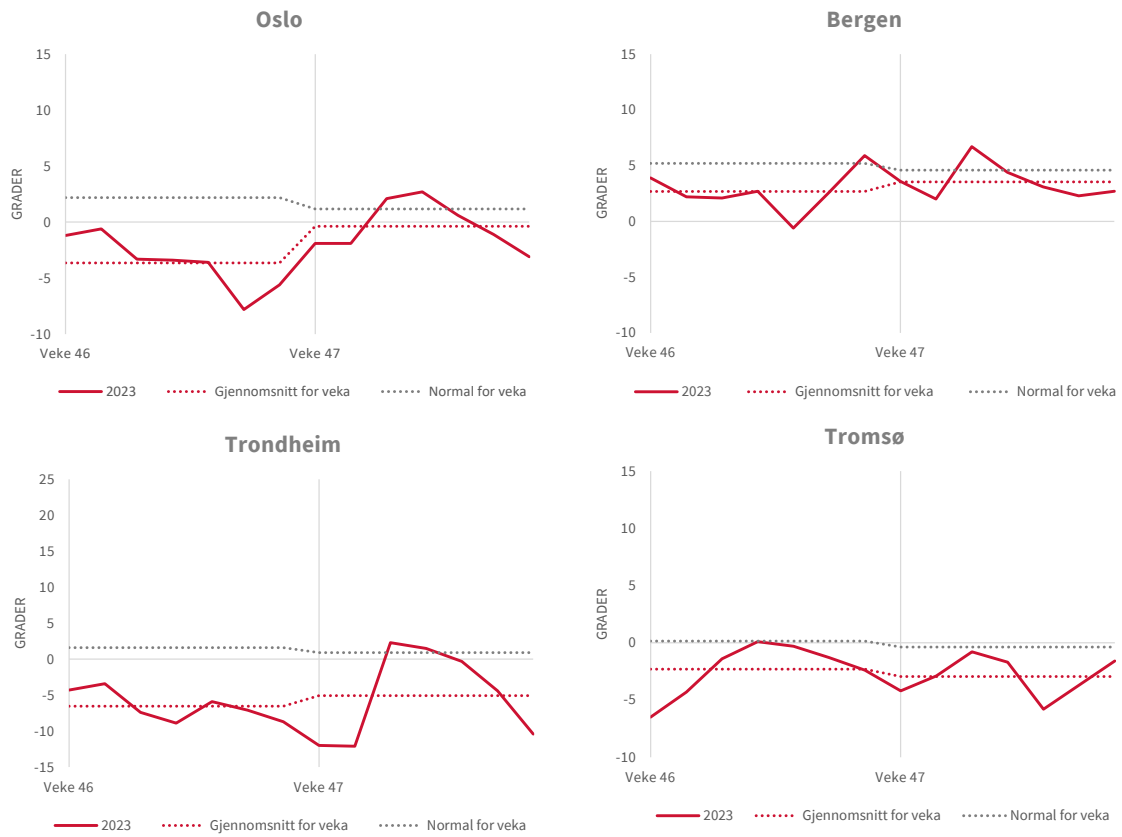 Oslo
15
10
5
0
-5
-10
GRADER
Veke 46 Veke 47
2023 Gjennomsnitt for veka Normal for veka
Bergen
15
10
5
0
-5
-10
GRADER
Veke 46 Veke 47
2023 Gjennomsnitt for veka Normal for veka
Trondheim
25
20
15
10
5
0
-5
-10
-15
GRADER
Veke 46 Veke 47
2023 Gjennomsnitt for veka Normal for veka
Tromsø
15
10
5
0
-5
-10
GRADER
Veke 46 Veke 47
2023 Gjennomsnitt for veka Normal for veka